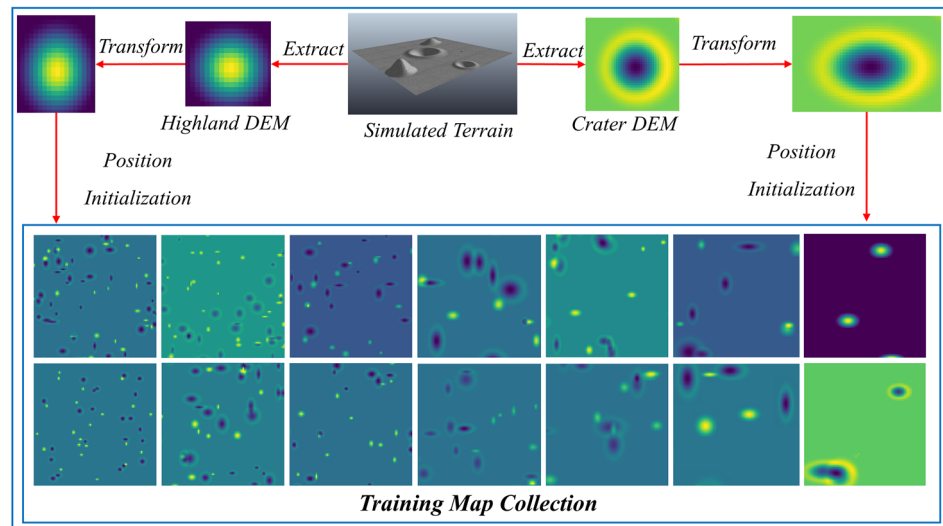 Transform
Extract
Extract
Transform
Highland DEM
Simulated Terrain
Crater DEM
Position
Initialization
Position
Initialization
Training Map Collection